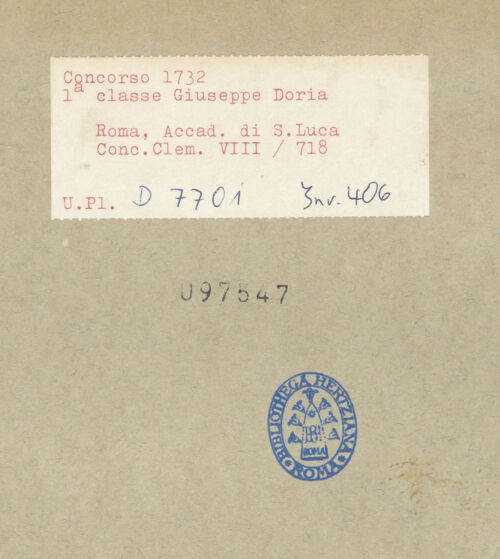 Concorso 1732
1a classe Giuseppe Doria
Roma, Accad. di S.Luca
Conc.Clem. VIII / 718
U.Pl. D 7701 Inv. 406
097547
BIBLIOTHECA HERTZIANA
ROMA
ROMA